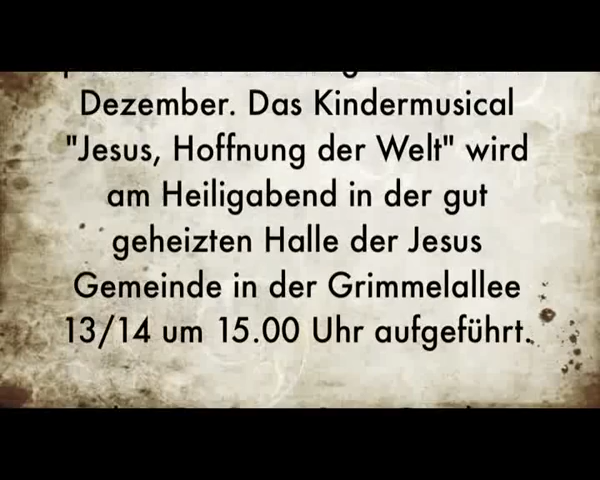 Dezember. Das Kindermusical
"Jesus, Hoffnung der Welt" wird
am Heiligabend in der gut
geheizten Halle der Jesus
Gemeinde in der Grimmelallee
13/14 um 15.00 Uhr aufgeführt.